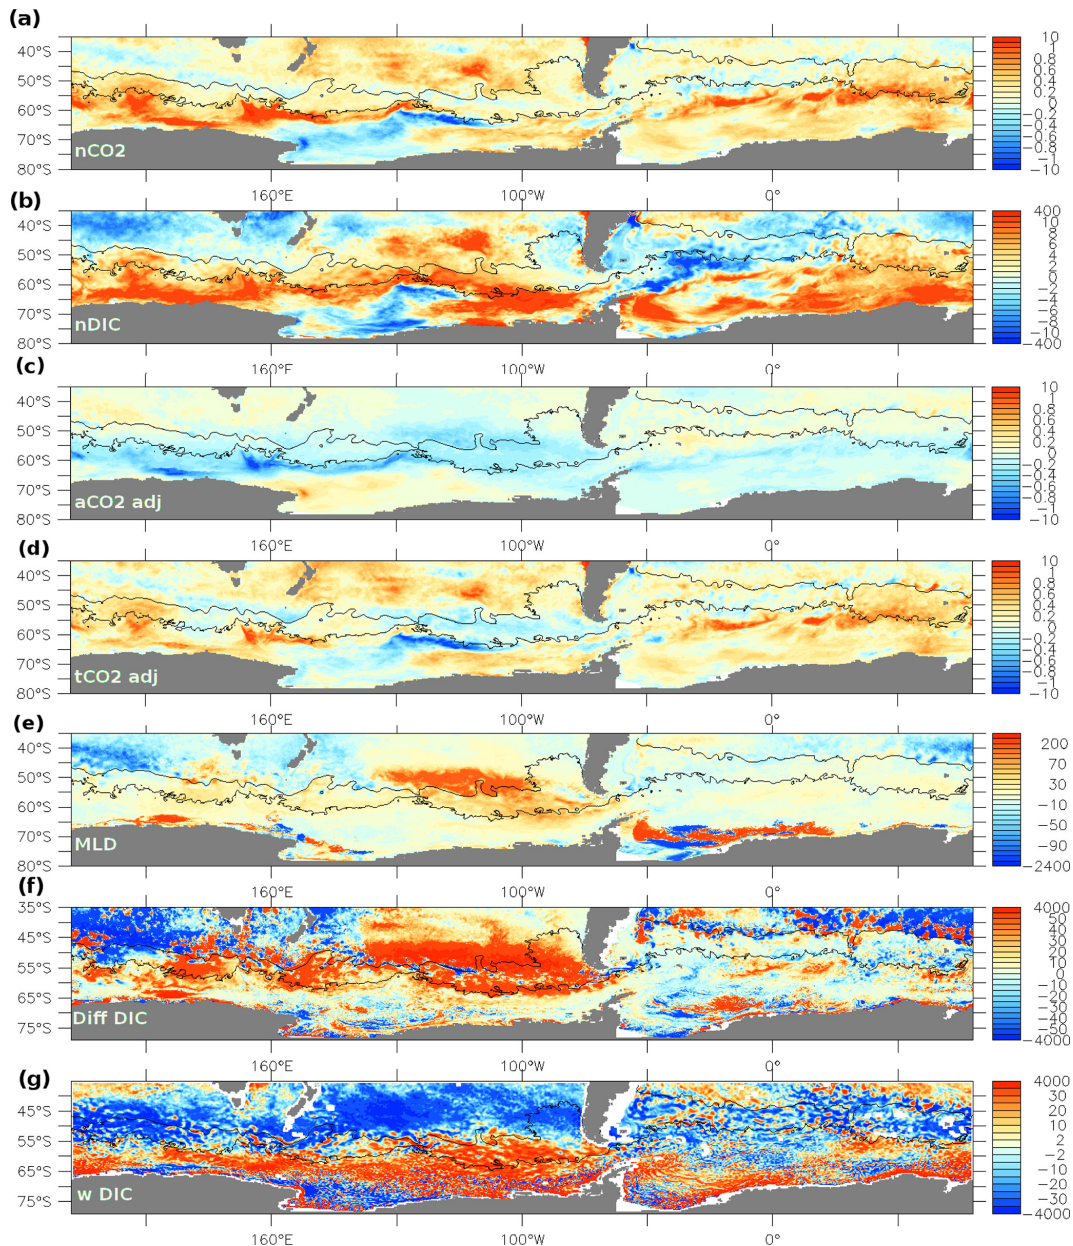 (a)
40°S
50°S
60°S
70°S
80°S
nCO2
10
1
0.8
0.6
0.4
0.2
0
−0.2
−0.4
−0.6
−0.8
−1
−10
160°E
100°W
0°
(b)
40°S
50°S
60°S
70°S
80°S
nDIC
400
10
8
6
4
2
0
−2
−4
−6
−8
−10
−400
160°E
100°W
0°
(c)
40°S
50°S
60°S
70°S
80°S
aCO2 adj
10
1
0.8
0.6
0.4
0.2
0
−0.2
−0.4
−0.6
−0.8
−1
−10
160°E
100°W
0°
(d)
40°S
50°S
60°S
70°S
80°S
tCO2 adj
10
1
0.8
0.6
0.4
0.2
0
−0.2
−0.4
−0.6
−0.8
−1
−10
160°E
100°W
0°
(e)
40°S
50°S
60°S
70°S
80°S
MLD
200
70
30
10
−10
−50
−90
−2400
160°E
100°W
0°
(f)
35°S
45°S
55°S
65°S
75°S
Diff DIC
4000
50
40
30
20
10
0
−10
−20
−30
−40
−50
−4000
160°E
100°W
0°
(g)
45°S
55°S
65°S
75°S
w DIC
4000
30
20
10
2
−2
−10
−20
−30
−4000
160°E
100°W
0°